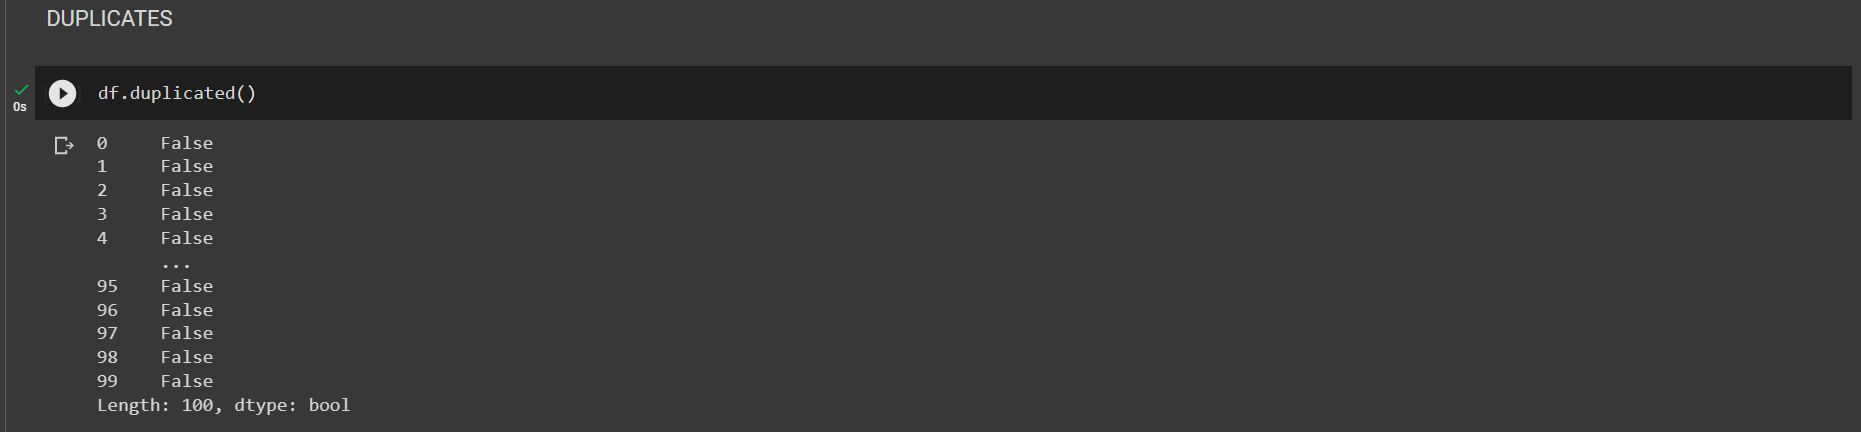 DUPLICATES
0s
df.duplicated()
0     False
1     False
2     False
3     False
4     False
...
95    False
96    False
97    False
98    False
99    False
Length: 100, dtype: bool